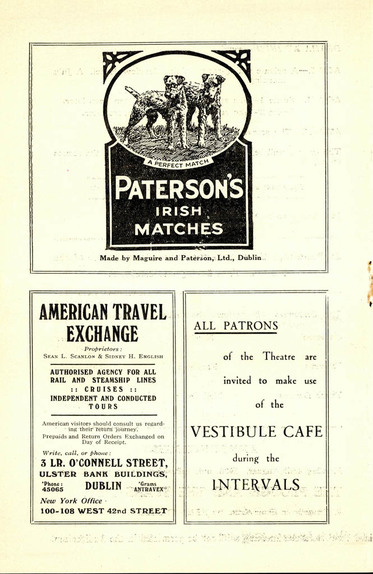 A PERFECT MATCH
PATERSON'S
IRISH
MATCHES
Made by Maguire and Paterson, Ltd., Dublin
AMERICAN TRAVEL
EXCHANGE
Proprietors:
SEAN L. SCANLON & SIDNEY H. ENGLISH
AUTHORISED AGENCY FOR ALL
RAIL AND STEAMSHIP LINES
:: CRUISES ::
INDEPENDENT AND CONDUCTED
TOURS
American visitors should consult us regard-
ing their return journey.
Prepaids and Return Orders Exchanged on
Day of Receipt.
Write, call, or phone:
3 LR. O'CONNELL STREET,
ULSTER BANK BUILDINGS,
'Phone: 45065 DUBLIN 'Grams ANTRAVEX
New York Office
100-108 WEST 42nd STREET
ALL PATRONS
of the Theatre are
invited to make use
of the
VESTIBULE CAFE
during the
INTERVALS